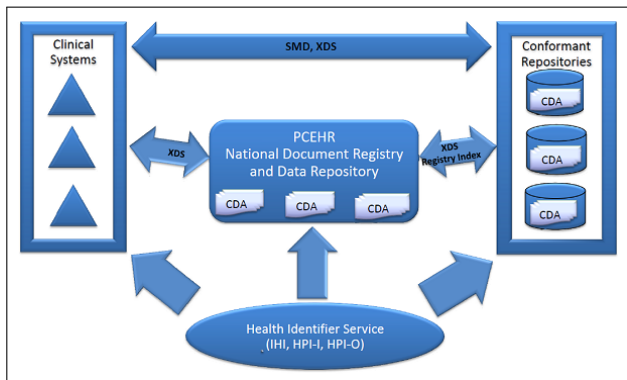 Clinical
Systems
SMD, XDS
Conformant
Repositories
CDA
CDA
CDA
XDS
PCEHR
National Document Registry
and Data Repository
CDA
CDA
CDA
XDS
Registry Index
Health Identifier Service
(IHI, HPI-I, HPI-O)